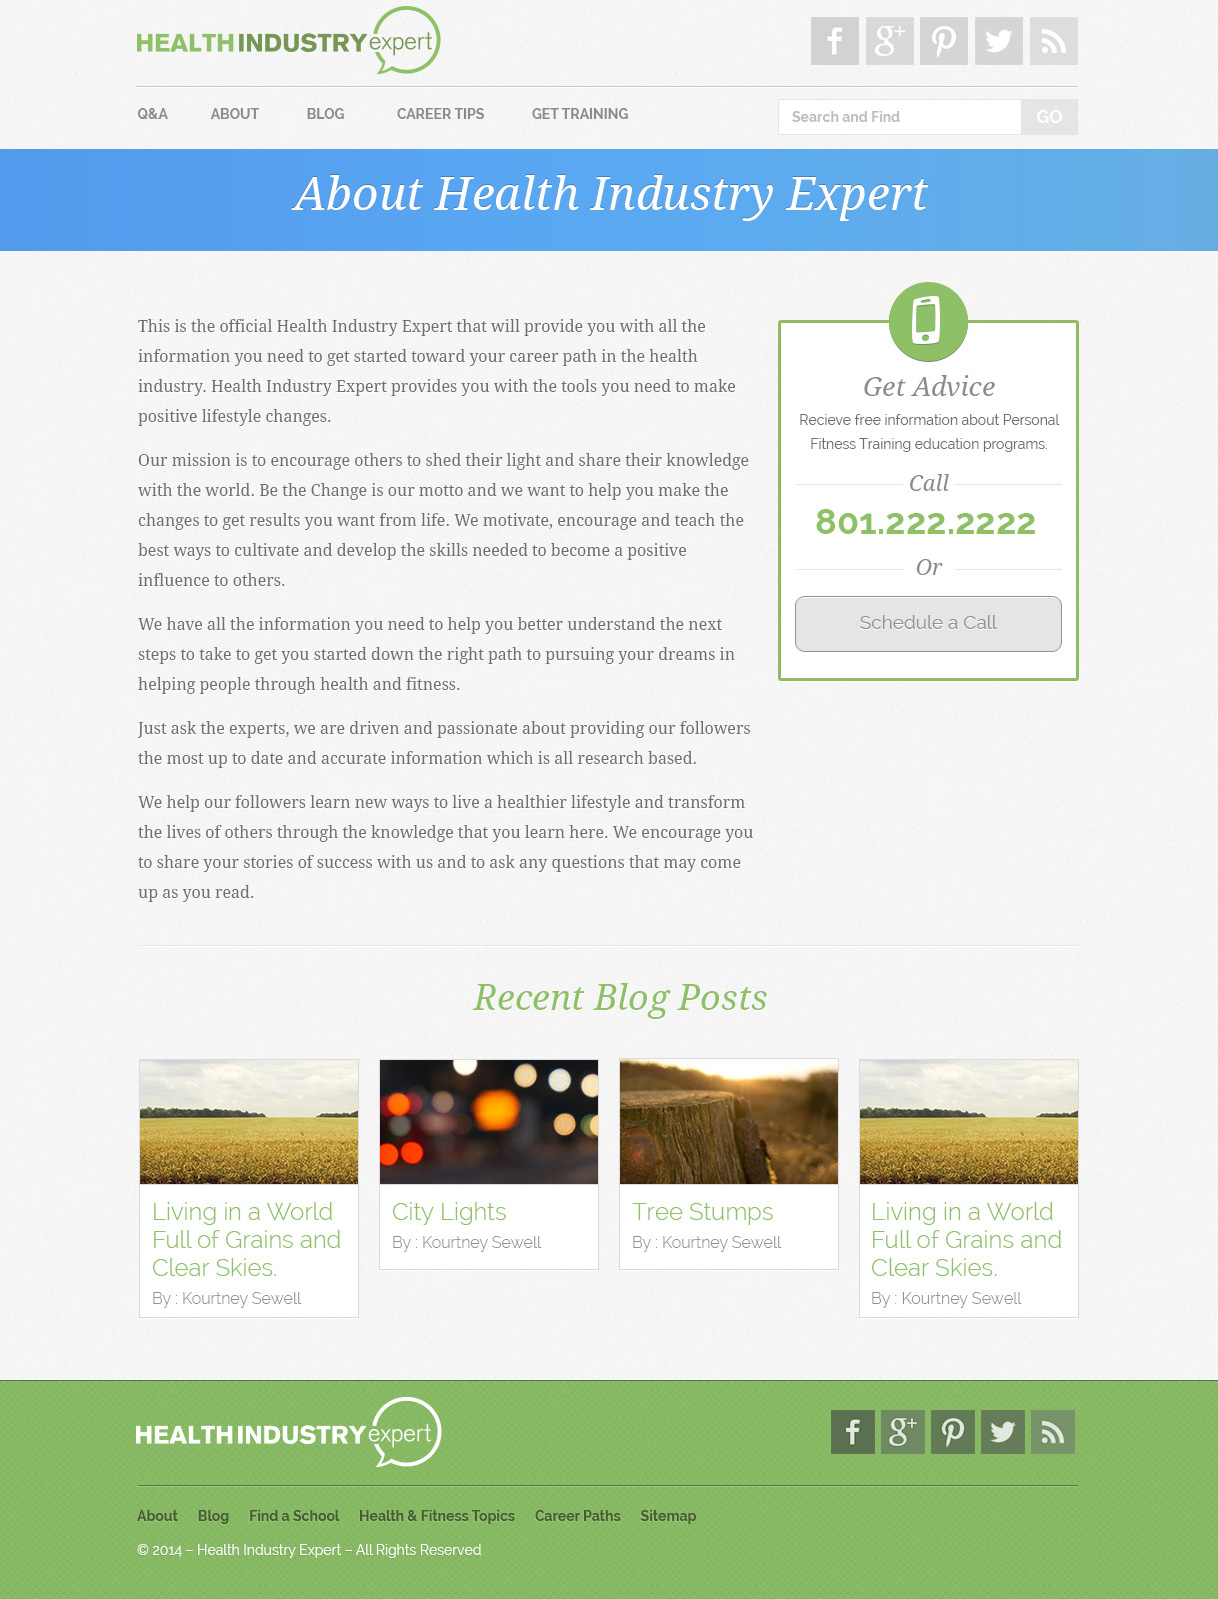 HEALTH INDUSTRY expert
Q&A ABOUT BLOG CAREER TIPS GET TRAINING
Search and Find GO
About Health Industry Expert
This is the official Health Industry Expert that will provide you with all the
information you need to get started toward your career path in the health
industry. Health Industry Expert provides you with the tools you need to make
positive lifestyle changes.
Our mission is to encourage others to shed their light and share their knowledge
with the world. Be the Change is our motto and we want to help you make the
changes to get results you want from life. We motivate, encourage and teach the
best ways to cultivate and develop the skills needed to become a positive
influence to others.
We have all the information you need to help you better understand the next
steps to take to get you started down the right path to pursuing your dreams in
helping people through health and fitness.
Just ask the experts, we are driven and passionate about providing our followers
the most up to date and accurate information which is all research based.
We help our followers learn new ways to live a healthier lifestyle and transform
the lives of others through the knowledge that you learn here. We encourage you
to share your stories of success with us and to ask any questions that may come
up as you read.
Get Advice
Recieve free information about Personal
Fitness Training education programs.
Call
801.222.2222
Or
Schedule a Call
Recent Blog Posts
Living in a World
Full of Grains and
Clear Skies.
By : Kourtney Sewell
City Lights
By : Kourtney Sewell
Tree Stumps
By : Kourtney Sewell
Living in a World
Full of Grains and
Clear Skies.
By : Kourtney Sewell
HEALTH INDUSTRY expert
About Blog Find a School Health & Fitness Topics Career Paths Sitemap
© 2014 – Health Industry Expert – All Rights Reserved